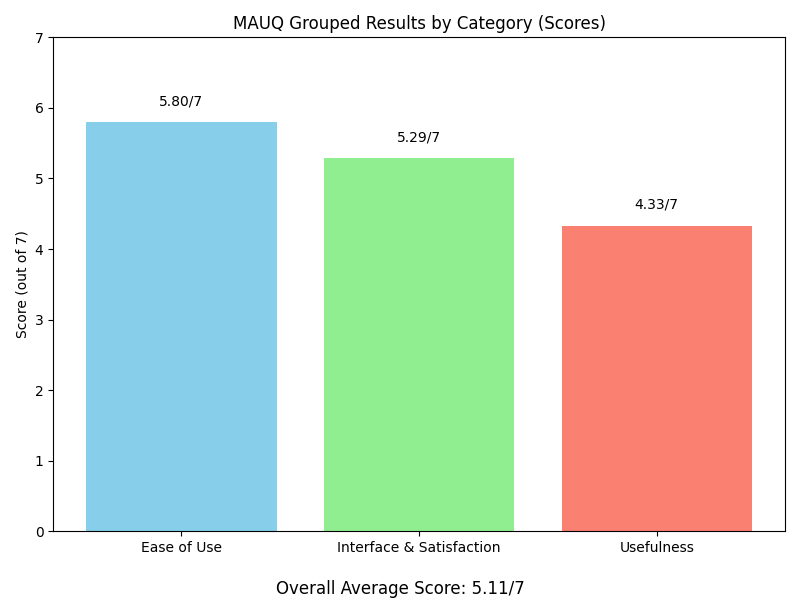 MAUQ Grouped Results by Category (Scores)
7
6
5
4
3
2
1
0
Score (out of 7)
5.80/7
5.29/7
4.33/7
Ease of Use
Interface & Satisfaction
Usefulness
Overall Average Score: 5.11/7